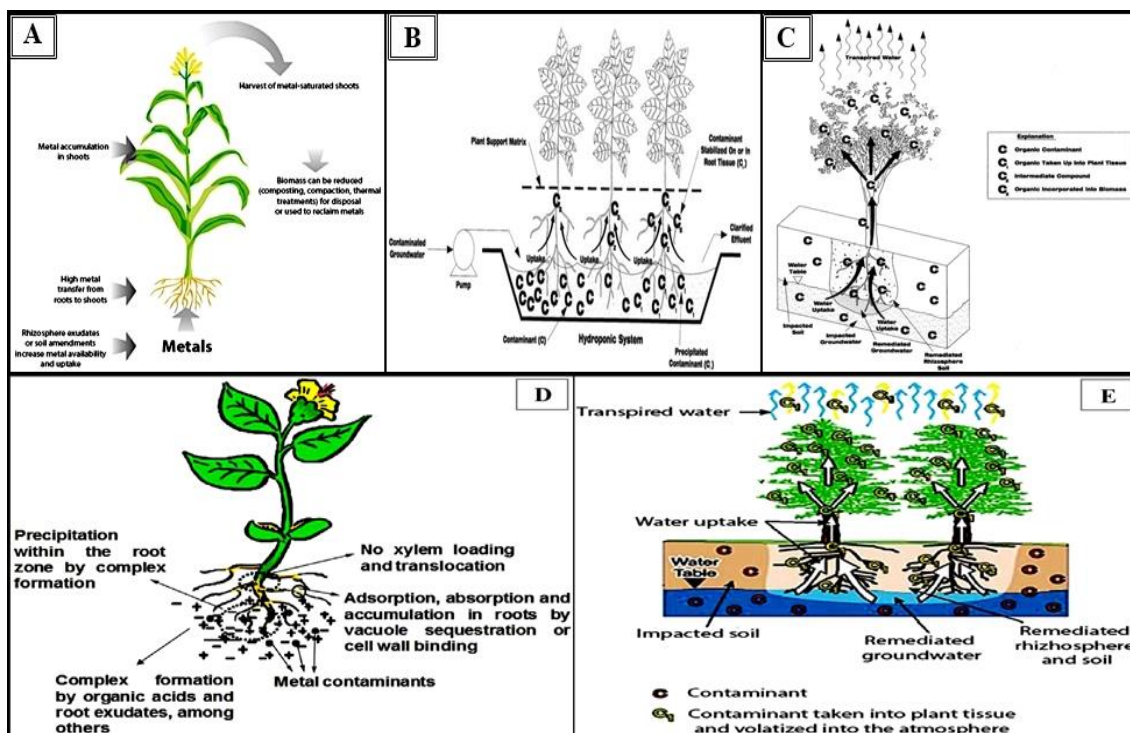 A
Harvest of metal-saturated shoots
Metal accumulation
in shoots
Biomass can be reduced
(composting, compaction, thermal
treatments) for disposal
or used to reclaim metals
High metal
transfer from
roots to shoots
Rhizosphere exudates
or soil amendments
increase metal availability
and uptake
Metals
B
Plant Support Matrix
Contaminant
Stabilized On or In
Root Tissue (C
Contaminated
Groundwater
Clarified
Effluent
Uptake
Uptake
Uptake
Pump
Contaminant (C)
Hydroponic System
Precipitated
Contaminant (C
C
Transpired Water
Explanation
C Organic Contaminant
C Organic Taken Up into Plant Tissue
C Intermediate Compound
C Organic Incorporated into Biomass
Water
Table
Water
Uptake
Water
Uptake
Impacted
Soil
Impacted
Groundwater
Remediated
Groundwater
Remediated
Rhizosphere
Soil
D
Precipitation
within the root
zone by complex
formation
No xylem loading
and translocation
Adsorption, absorption and
accumulation in roots by
vacuole sequestration or
cell wall binding
Metal contaminants
Complex formation
by organic acids and
root exudates, among
others
E
Transpired water
Water uptake
Water
Table
Impacted soil
Remediated
groundwater
Remediated
rhizhosphere
and soil
C Contaminant
C1 Contaminant taken into plant tissue
and volatized into the atmosphere